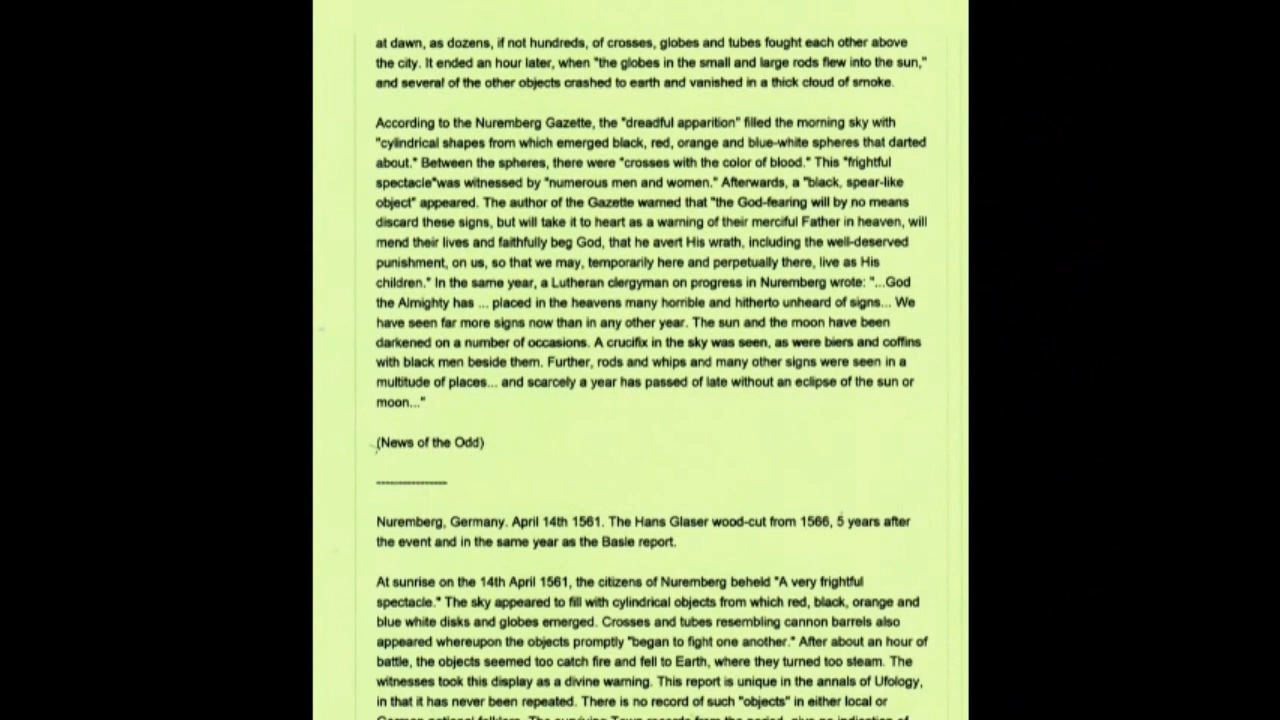 at dawn, as dozens, if not hundreds, of crosses, globes and tubes fought each other above
the city. It ended an hour later, when "the globes in the small and large rods flew into the sun,"
and several of the other objects crashed to earth and vanished in a thick cloud of smoke.
According to the Nuremberg Gazette, the "dreadful apparition" filled the morning sky with
"cylindrical shapes from which emerged black, red, orange and blue-white spheres that darted
about." Between the spheres, there were "crosses with the color of blood." This "frightful
spectacle"was witnessed by "numerous men and women." Afterwards, a "black, spear-like
object" appeared. The author of the Gazette warned that "the God-fearing will by no means
discard these signs, but will take it to heart as a warning of their merciful Father in heaven, will
mend their lives and faithfully beg God, that he avert His wrath, including the well-deserved
punishment, on us, so that we may, temporarily here and perpetually there, live as His
children." In the same year, a Lutheran clergyman on progress in Nuremberg wrote: "...God
the Almighty has ... placed in the heavens many horrible and hitherto unheard of signs... We
have seen far more signs now than in any other year. The sun and the moon have been
darkened on a number of occasions. A crucifix in the sky was seen, as were biers and coffins
with black men beside them. Further, rods and whips and many other signs were seen in a
multitude of places... and scarcely a year has passed of late without an eclipse of the sun or
moon..."
(News of the Odd)
----------------
Nuremberg, Germany. April 14th 1561. The Hans Glaser wood-cut from 1566, 5 years after
the event and in the same year as the Basle report.
At sunrise on the 14th April 1561, the citizens of Nuremberg beheld "A very frightful
spectacle." The sky appeared to fill with cylindrical objects from which red, black, orange and
blue white disks and globes emerged. Crosses and tubes resembling cannon barrels also
appeared whereupon the objects promptly "began to fight one another." After about an hour of
battle, the objects seemed too catch fire and fell to Earth, where they turned too steam. The
witnesses took this display as a divine warning. This report is unique in the annals of Ufology,
in that it has never been repeated. There is no record of such "objects" in either local or